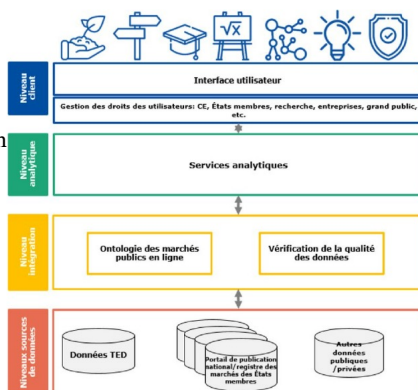 √x
Niveau
client
Interface utilisateur
Gestion des droits des utilisateurs: CE, États membres, recherche, entreprises, grand public,
etc.
n
Niveau
analytique
Services analytiques
Niveau
intégration
Ontologie des marchés
publics en ligne
Vérification de la qualité
des données
Niveaux sources
de données
Données TED
Portail de publication
national/registre des
marchés des États
membres
Autres
données
publiques
/privées